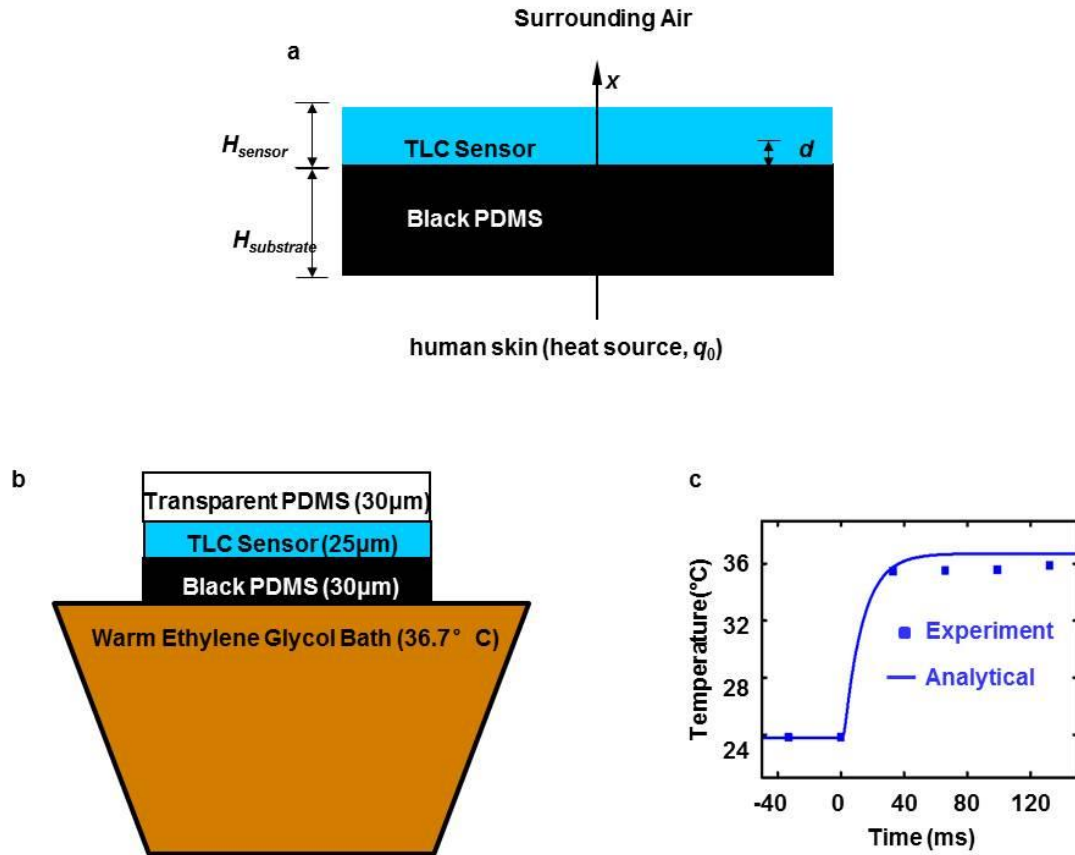 Surrounding Air
a
x
H_sensor
TLC Sensor
d
Black PDMS
H_substrate
human skin (heat source, q₀)
b
Transparent PDMS (30µm)
TLC Sensor (25µm)
Black PDMS (30µm)
Warm Ethylene Glycol Bath (36.7° C)
c
Temperature(°C)
36
32
28
24
Experiment
Analytical
-40 0 40 80 120
Time (ms)